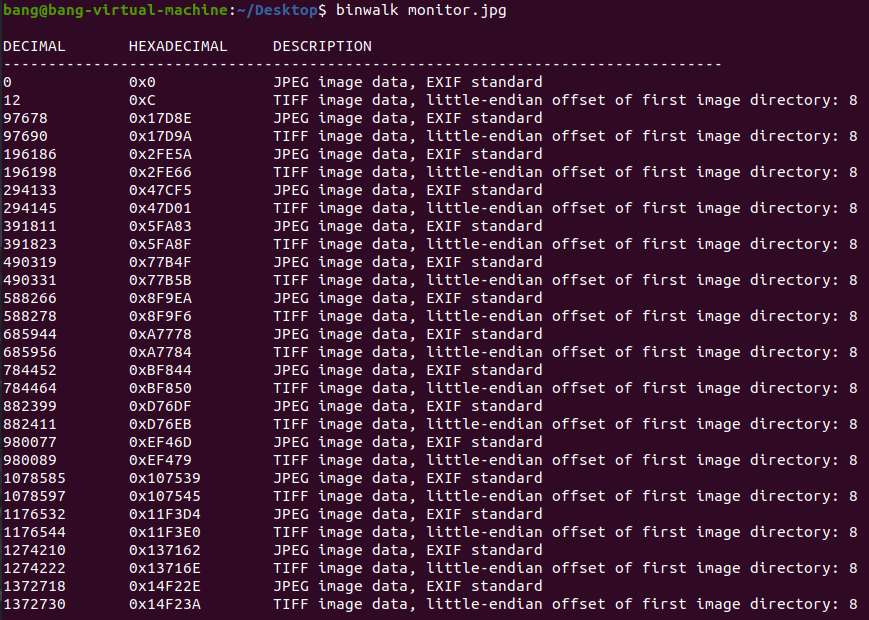 bang@bang-virtual-machine:~/Desktop$ binwalk monitor.jpg
DECIMAL HEXADECIMAL DESCRIPTION
--------------------------------------------------------------------------------
0 0x0 JPEG image data, EXIF standard
12 0xC TIFF image data, little-endian offset of first image directory: 8
97678 0x17D8E JPEG image data, EXIF standard
97690 0x17D9A TIFF image data, little-endian offset of first image directory: 8
196186 0x2FE5A JPEG image data, EXIF standard
196198 0x2FE66 TIFF image data, little-endian offset of first image directory: 8
294133 0x47CF5 JPEG image data, EXIF standard
294145 0x47D01 TIFF image data, little-endian offset of first image directory: 8
391811 0x5FA83 JPEG image data, EXIF standard
391823 0x5FA8F TIFF image data, little-endian offset of first image directory: 8
490319 0x77B4F JPEG image data, EXIF standard
490331 0x77B5B TIFF image data, little-endian offset of first image directory: 8
588266 0x8F9EA JPEG image data, EXIF standard
588278 0x8F9F6 TIFF image data, little-endian offset of first image directory: 8
685944 0xA7778 JPEG image data, EXIF standard
685956 0xA7784 TIFF image data, little-endian offset of first image directory: 8
784452 0xBF844 JPEG image data, EXIF standard
784464 0xBF850 TIFF image data, little-endian offset of first image directory: 8
882399 0xD76DF JPEG image data, EXIF standard
882411 0xD76EB TIFF image data, little-endian offset of first image directory: 8
980077 0xEF46D JPEG image data, EXIF standard
980089 0xEF479 TIFF image data, little-endian offset of first image directory: 8
1078585 0x107539 JPEG image data, EXIF standard
1078597 0x107545 TIFF image data, little-endian offset of first image directory: 8
1176532 0x11F3D4 JPEG image data, EXIF standard
1176544 0x11F3E0 TIFF image data, little-endian offset of first image directory: 8
1274210 0x137162 JPEG image data, EXIF standard
1274222 0x13716E TIFF image data, little-endian offset of first image directory: 8
1372718 0x14F22E JPEG image data, EXIF standard
1372730 0x14F23A TIFF image data, little-endian offset of first image directory: 8